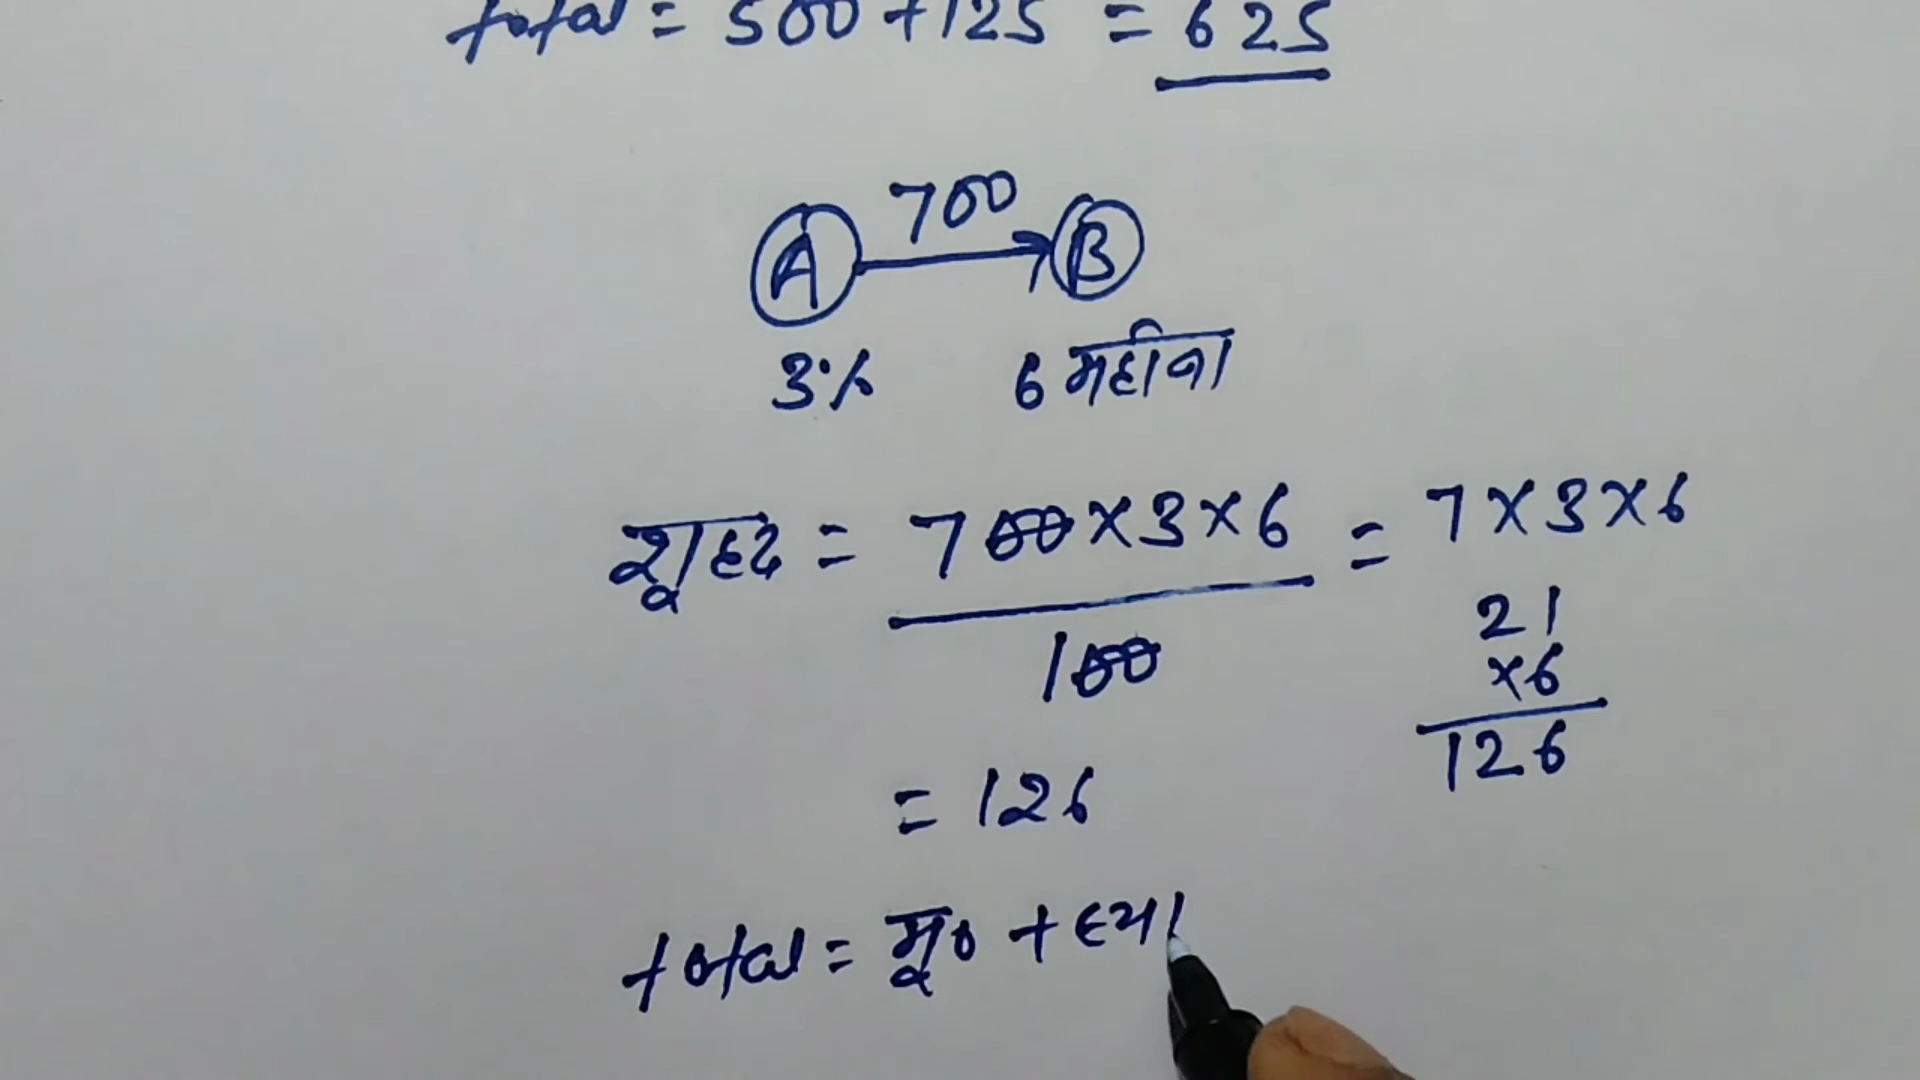 total = 500 + 125 = 625
700
A B
3% 6 महीना
= 700 × 3 × 6 = 7 × 3 × 6
100
21
× 6
126
= 126
total = मू0 + ब्या